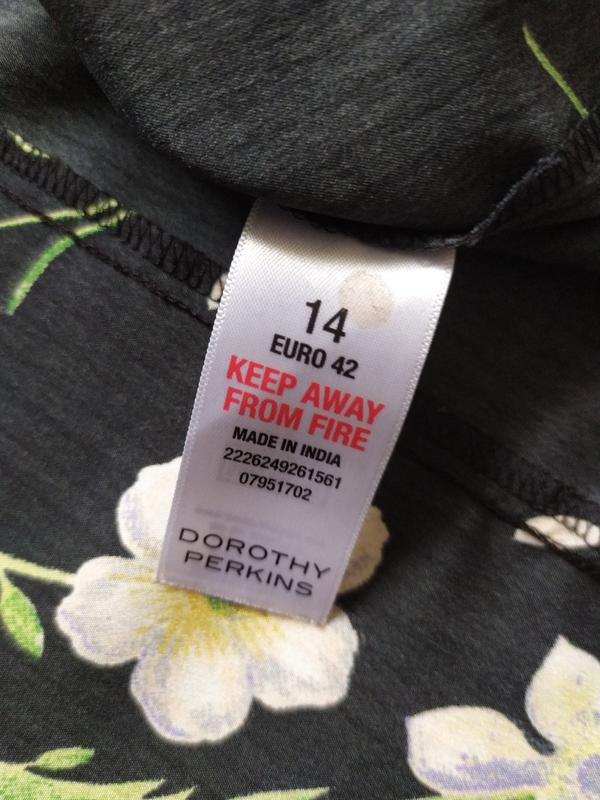 14
EURO 42
KEEP AWAY
FROM FIRE
MADE IN INDIA
2226249261561
07951702
DOROTHY
PERKINS